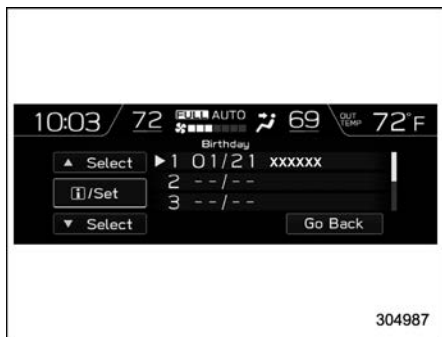 10:03 72 FULL AUTO 69 OUT TEMP 72°F
Birthday
▲ Select ▶1 01/21 xxxxxx
i/Set 2 --/--
3 --/--
▼ Select Go Back
304987